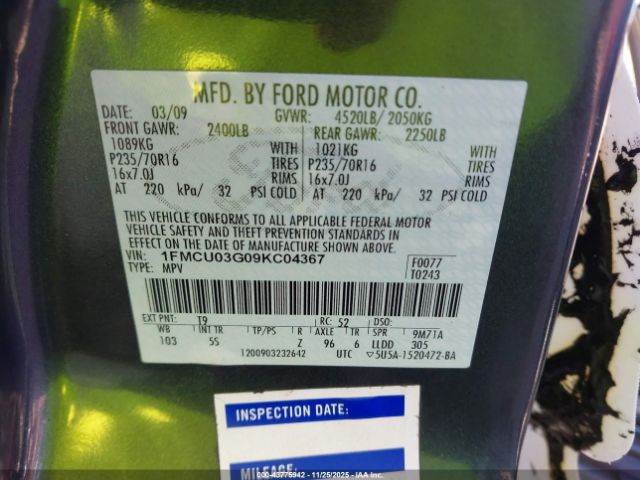 MFD. BY FORD MOTOR CO.
DATE: 03/09 GVWR: 4520LB/ 2050KG
FRONT GAWR: 2400LB REAR GAWR: 2250LB
1089KG WITH 1021KG WITH
P235/70R16 TIRES P235/70R16 TIRES
16x7.0J RIMS 16x7.0J RIMS
AT 220 kPa/ 32 PSI COLD AT 220 kPa/ 32 PSI COLD
THIS VEHICLE CONFORMS TO ALL APPLICABLE FEDERAL MOTOR
VEHICLE SAFETY AND THEFT PREVENTION STANDARDS IN
EFFECT ON THE DATE OF MANUFACTURE SHOWN ABOVE.
VIN: 1FMCU03G09KC04367 F0077
TYPE: MPV T0243
EXT PNT: T9 RC: 52 DSO:
WB INT TR TP/PS R AXLE TR SPR 9M71A
103 5S Z 96 6 LLDD 305
1200903232642 UTC ▽5U5A-1520472-BA
INSPECTION DATE:
MILEAGE:
000-43775942 - 11/25/2025 - IAAI, Inc.